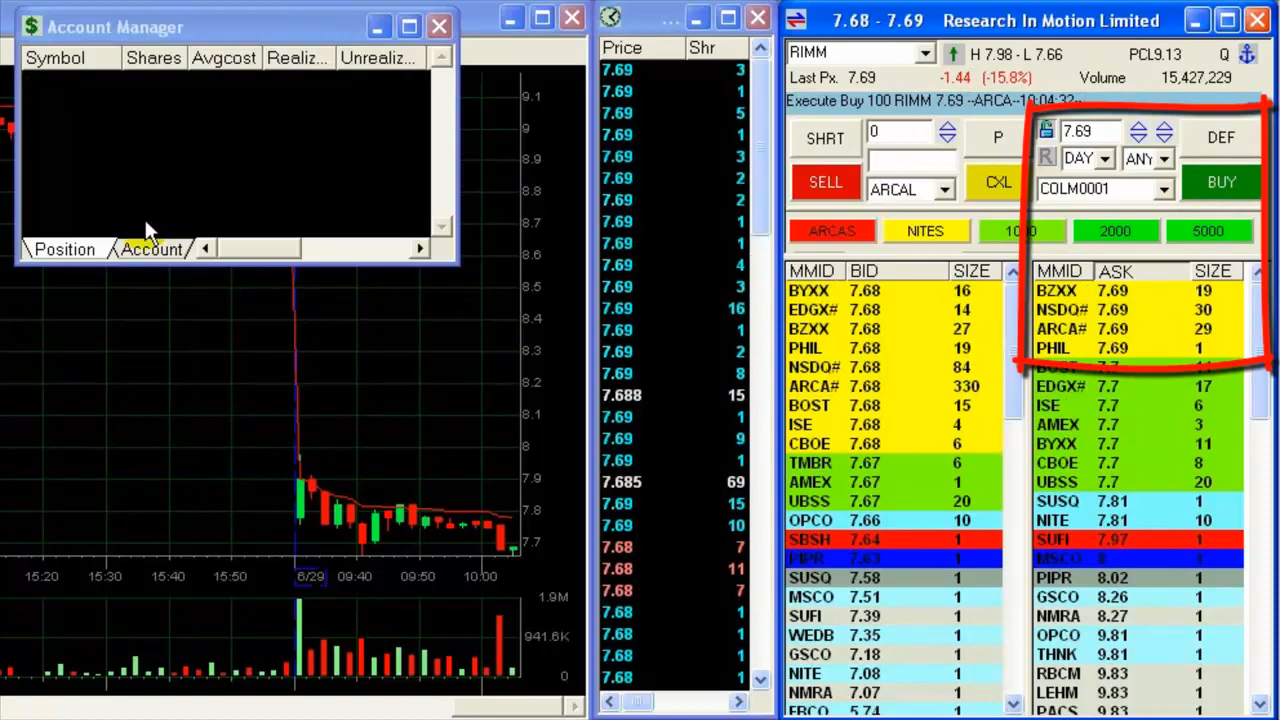 Account Manager
Symbol Shares Avgcost Realiz... Unrealiz...
Position Account
9.1
9
8.9
8.8
8.7
8.6
8.5
8.4
8.3
8.2
8.1
8
7.9
7.8
7.7
15:20 15:30 15:40 15:50 6/29 09:40 09:50 10:00
1.9M
941.6K
0
...
Price Shr
7.69 3
7.69 1
7.69 5
7.69 1
7.69 3
7.69 2
7.69 2
7.69 1
7.69 1
7.69 4
7.69 3
7.69 16
7.69 1
7.69 2
7.69 8
7.688 15
7.69 1
7.69 9
7.69 1
7.685 69
7.69 15
7.69 10
7.68 7
7.68 11
7.68 7
7.68 1
7.68 1
7.68 1
7.68 1
7.68 - 7.69 Research In Motion Limited
RIMM H 7.98 - L 7.66 PCL9.13 Q
Last Px. 7.69 -1.44 (-15.8%) Volume 15,427,229
Execute Buy 100 RIMM 7.69 --ARCA--10:04:32--
SHRT 0 P 7.69 DEF
R DAY ANY
SELL ARCAL CXL COLM0001 BUY
ARCAS NITES 1000 2000 5000
MMID BID SIZE MMID ASK SIZE
BYXX 7.68 16 BZXX 7.69 19
EDGX# 7.68 14 NSDQ# 7.69 30
BZXX 7.68 27 ARCA# 7.69 29
PHIL 7.68 19 PHIL 7.69 1
NSDQ# 7.68 84 BOST 7.7 11
ARCA# 7.68 330 EDGX# 7.7 17
BOST 7.68 15 ISE 7.7 6
ISE 7.68 4 AMEX 7.7 3
CBOE 7.68 6 BYXX 7.7 11
TMBR 7.67 6 CBOE 7.7 8
AMEX 7.67 1 UBSS 7.7 20
UBSS 7.67 20 SUSQ 7.81 1
OPCO 7.66 10 NITE 7.81 10
SBSH 7.64 1 SUFI 7.97 1
PIPR 7.63 1 MSCO 8 1
SUSQ 7.58 1 PIPR 8.02 1
MSCO 7.51 1 GSCO 8.26 1
SUFI 7.39 1 NMRA 8.27 1
WEDB 7.35 1 OPCO 9.81 1
GSCO 7.18 1 THNK 9.81 1
NITE 7.08 1 RBCM 9.83 1
NMRA 7.07 1 LEHM 9.83 1
FBCO 5.74 1 PACS 9.83 1